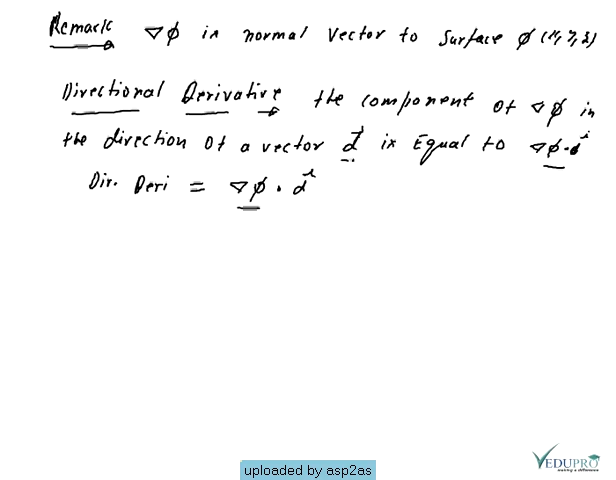 Remark ∇φ is normal vector to surface φ(x, y, z)
Directional Derivative the component of ∇φ in
the direction of a vector d⃗ is Equal to ∇φ·d̂
Dir. Deri = ∇φ · d̂
VEDUPRO
uploaded by asp2as